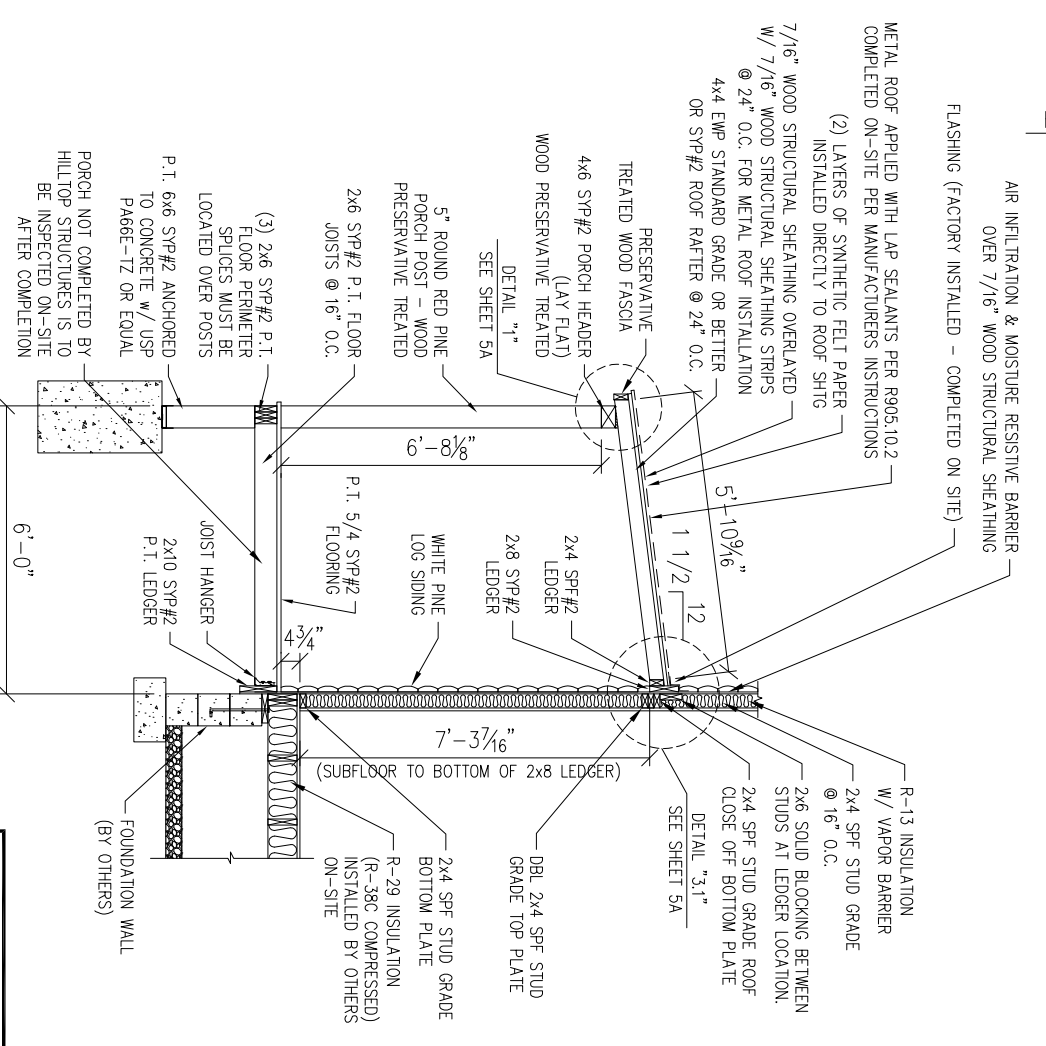 AIR INFILTRATION & MOISTURE RESISTIVE BARRIER
OVER 7/16" WOOD STRUCTURAL SHEATHING
FLASHING (FACTORY INSTALLED - COMPLETED ON SITE)
METAL ROOF APPLIED WITH LAP SEALANTS PER R905.10.2
COMPLETED ON-SITE PER MANUFACTURERS INSTRUCTIONS
(2) LAYERS OF SYNTHETIC FELT PAPER
INSTALLED DIRECTLY TO ROOF SHTG
7/16" WOOD STRUCTURAL SHEATHING OVERLAYED
W/ 7/16" WOOD STRUCTURAL SHEATHING STRIPS
@ 24" O.C. FOR METAL ROOF INSTALLATION
4x4 EWP STANDARD GRADE OR BETTER
OR SYP#2 ROOF RAFTER @ 24" O.C.
PRESERVATIVE
TREATED WOOD FASCIA
4x6 SYP#2 PORCH HEADER
(LAY FLAT)
WOOD PRESERVATIVE TREATED
DETAIL "1"
SEE SHEET 5A
5" ROUND RED PINE
PORCH POST - WOOD
PRESERVATIVE TREATED
2x6 SYP#2 P.T. FLOOR
JOISTS @ 16" O.C.
(3) 2x6 SYP#2 P.T.
FLOOR PERIMETER
SPLICES MUST BE
LOCATED OVER POSTS
P.T. 6x6 SYP#2 ANCHORED
TO CONCRETE w/ USP
PA66E-TZ OR EQUAL
PORCH NOT COMPLETED BY
HILLTOP STRUCTURES IS TO
BE INSPECTED ON-SITE
AFTER COMPLETION
5'-10 9/16"
12
1 1/2
6'-8 1/8"
2x4 SPF#2
LEDGER
2x8 SYP#2
LEDGER
WHITE PINE
LOG SIDING
P.T. 5/4 SYP#2
FLOORING
4 3/4"
JOIST HANGER
2x10 SYP#2
P.T. LEDGER
6'-0"
7'-3 7/16"
(SUBFLOOR TO BOTTOM OF 2x8 LEDGER)
R-13 INSULATION
W/ VAPOR BARRIER
2x4 SPF STUD GRADE
@ 16" O.C.
2x6 SOLID BLOCKING BETWEEN
STUDS AT LEDGER LOCATION.
2x4 SPF STUD GRADE ROOF
CLOSE OFF BOTTOM PLATE
DETAIL "3.1"
SEE SHEET 5A
DBL 2x4 SPF STUD
GRADE TOP PLATE
2x4 SPF STUD GRADE
BOTTOM PLATE
R-29 INSULATION
(R-38C COMPRESSED)
INSTALLED BY OTHERS
ON-SITE
FOUNDATION WALL
(BY OTHERS)